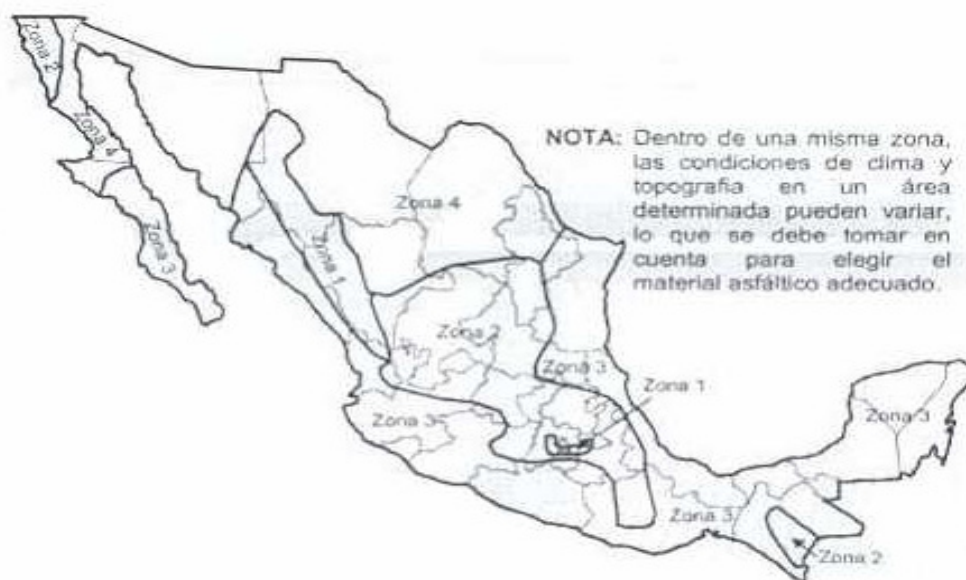 Zona 2
NOTA: Dentro de una misma zona,
las condiciones de clima y
topografía en un área
determinada pueden variar,
lo que se debe tomar en
cuenta para elegir el
material asfáltico adecuado.
Zona 4
Zona 4
Zona 3
Zona 1
Zona 2
Zona 3
Zona 1
Zona 3
Zona 3
Zona 3
Zona 2